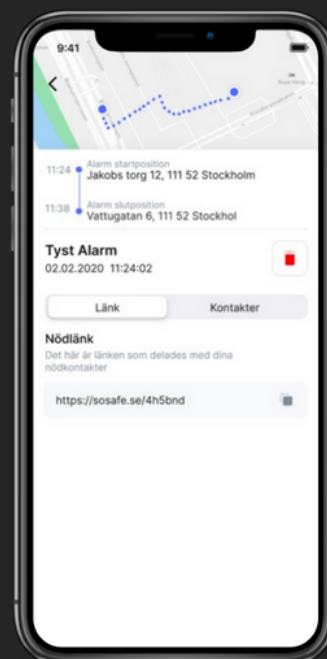 9:41
11:24 Alarm startposition
Jakobs torg 12, 111 52 Stockholm
11:38 Alarm slutposition
Vattugatan 6, 111 52 Stockhol
Tyst Alarm
02.02.2020 11:24:02
Länk Kontakter
Nödlänk
Det här är länken som delades med dina
nödkontakter
https://sosafe.se/4h5bnd